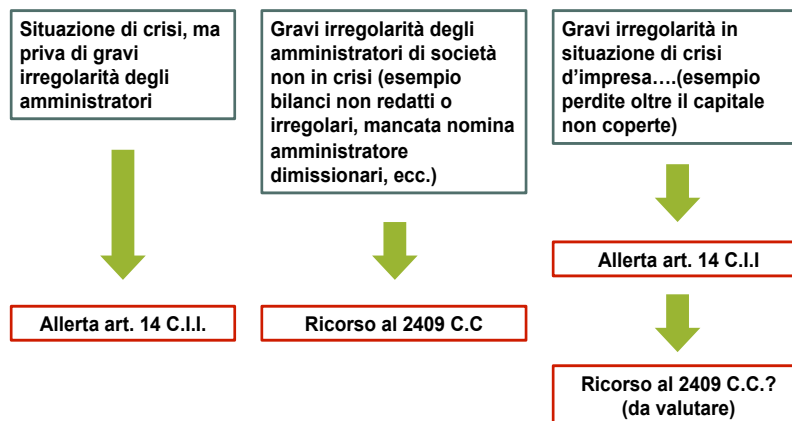 Situazione di crisi, ma
priva di gravi
irregolarità degli
amministratori
Allerta art. 14 C.I.I.
Gravi irregolarità degli
amministratori di società
non in crisi (esempio
bilanci non redatti o
irregolari, mancata nomina
amministratore
dimissionari, ecc.)
Ricorso al 2409 C.C
Gravi irregolarità in
situazione di crisi
d’impresa….(esempio
perdite oltre il capitale
non coperte)
Allerta art. 14 C.I.I
Ricorso al 2409 C.C.?
(da valutare)